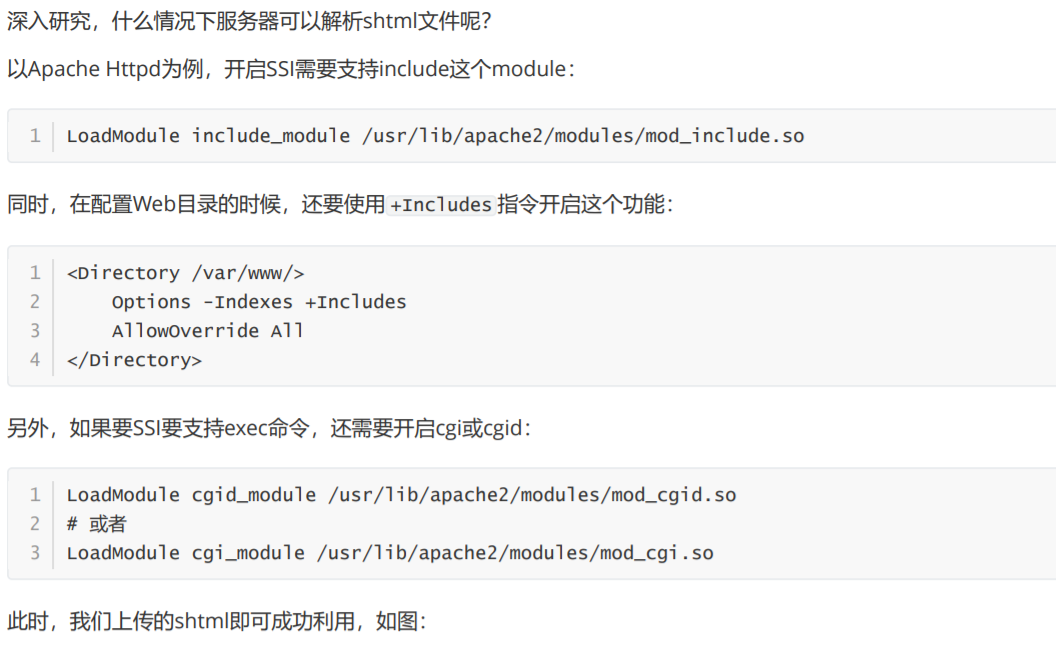 深入研究，什么情况下服务器可以解析shtml文件呢？
以Apache Httpd为例，开启SSI需要支持include这个module：
1 LoadModule include_module /usr/lib/apache2/modules/mod_include.so
同时，在配置Web目录的时候，还要使用+Includes指令开启这个功能：
1 <Directory /var/www/>
2     Options -Indexes +Includes
3     AllowOverride All
4 </Directory>
另外，如果要SSI要支持exec命令，还需要开启cgi或cgid：
1 LoadModule cgid_module /usr/lib/apache2/modules/mod_cgid.so
2 # 或者
3 LoadModule cgi_module /usr/lib/apache2/modules/mod_cgi.so
此时，我们上传的shtml即可成功利用，如图：